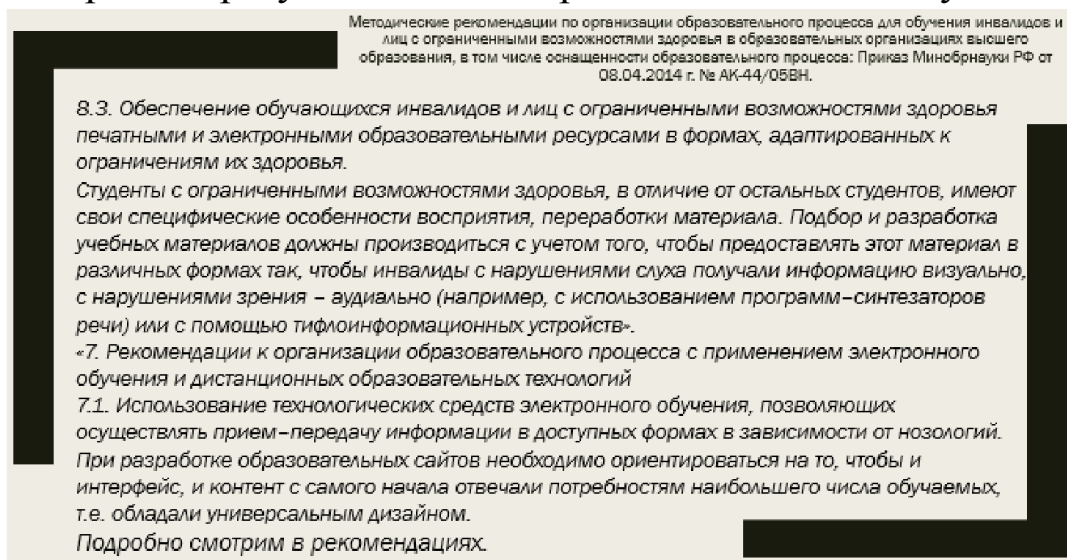 Методические рекомендации по организации образовательного процесса для обучения инвалидов и
лиц с ограниченными возможностями здоровья в образовательных организациях высшего
образования, в том числе оснащенности образовательного процесса: Приказ Минобрнауки РФ от
08.04.2014 г. № АК-44/05ВН.
8.3. Обеспечение обучающихся инвалидов и лиц с ограниченными возможностями здоровья
печатными и электронными образовательными ресурсами в формах, адаптированных к
ограничениям их здоровья.
Студенты с ограниченными возможностями здоровья, в отличие от остальных студентов, имеют
свои специфические особенности восприятия, переработки материала. Подбор и разработка
учебных материалов должны производиться с учетом того, чтобы предоставлять этот материал в
различных формах так, чтобы инвалиды с нарушениями слуха получали информацию визуально,
с нарушениями зрения – аудиально (например, с использованием программ–синтезаторов
речи) или с помощью тифлоинформационных устройств».
«7. Рекомендации к организации образовательного процесса с применением электронного
обучения и дистанционных образовательных технологий
7.1. Использование технологических средств электронного обучения, позволяющих
осуществлять прием–передачу информации в доступных формах в зависимости от нозологий.
При разработке образовательных сайтов необходимо ориентироваться на то, чтобы и
интерфейс, и контент с самого начала отвечали потребностям наибольшего числа обучаемых,
т.е. обладали универсальным дизайном.
Подробно смотрим в рекомендациях.